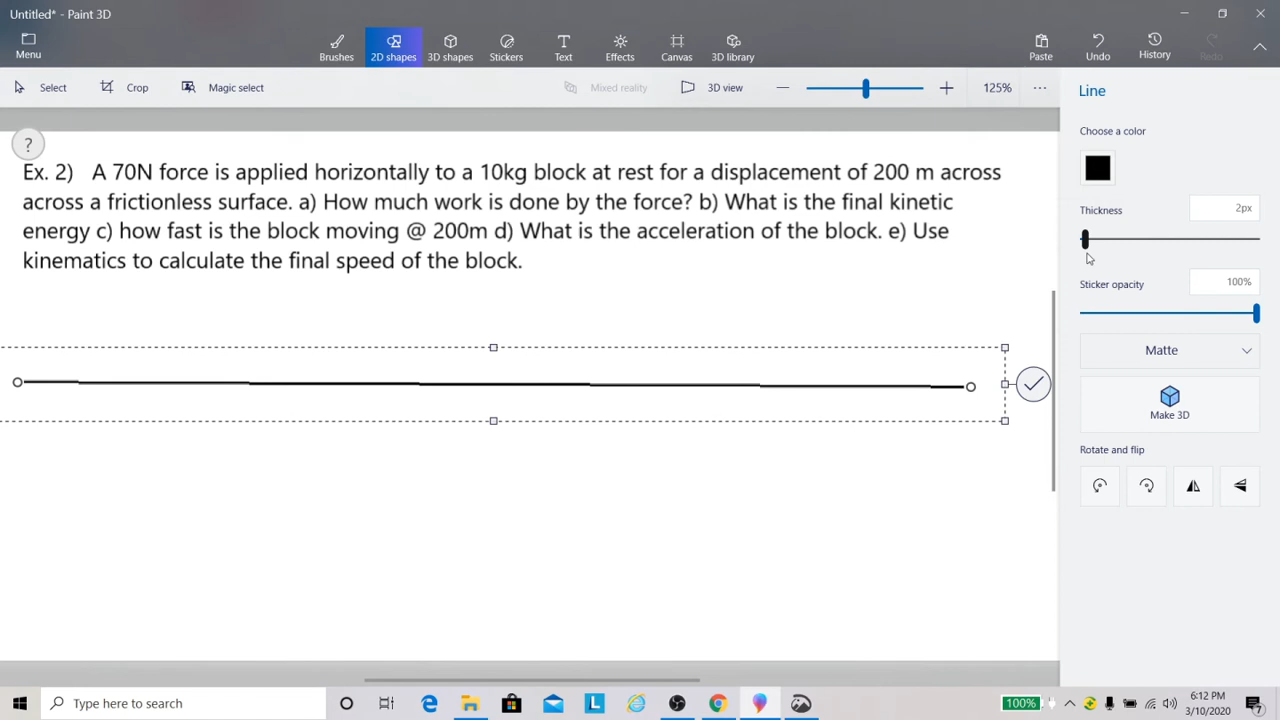 Untitled* - Paint 3D
Menu
Brushes
2D shapes
3D shapes
Stickers
Text
Effects
Canvas
3D library
Paste
Undo
History
Redo
Select
Crop
Magic select
Mixed reality
3D view
125%
Line
?
Choose a color
Thickness
2px
Sticker opacity
100%
Matte
Make 3D
Rotate and flip
Ex. 2) A 70N force is applied horizontally to a 10kg block at rest for a displacement of 200 m across
across a frictionless surface. a) How much work is done by the force? b) What is the final kinetic
energy c) how fast is the block moving @ 200m d) What is the acceleration of the block. e) Use
kinematics to calculate the final speed of the block.
Type here to search
L
100%
6:12 PM
3/10/2020
7